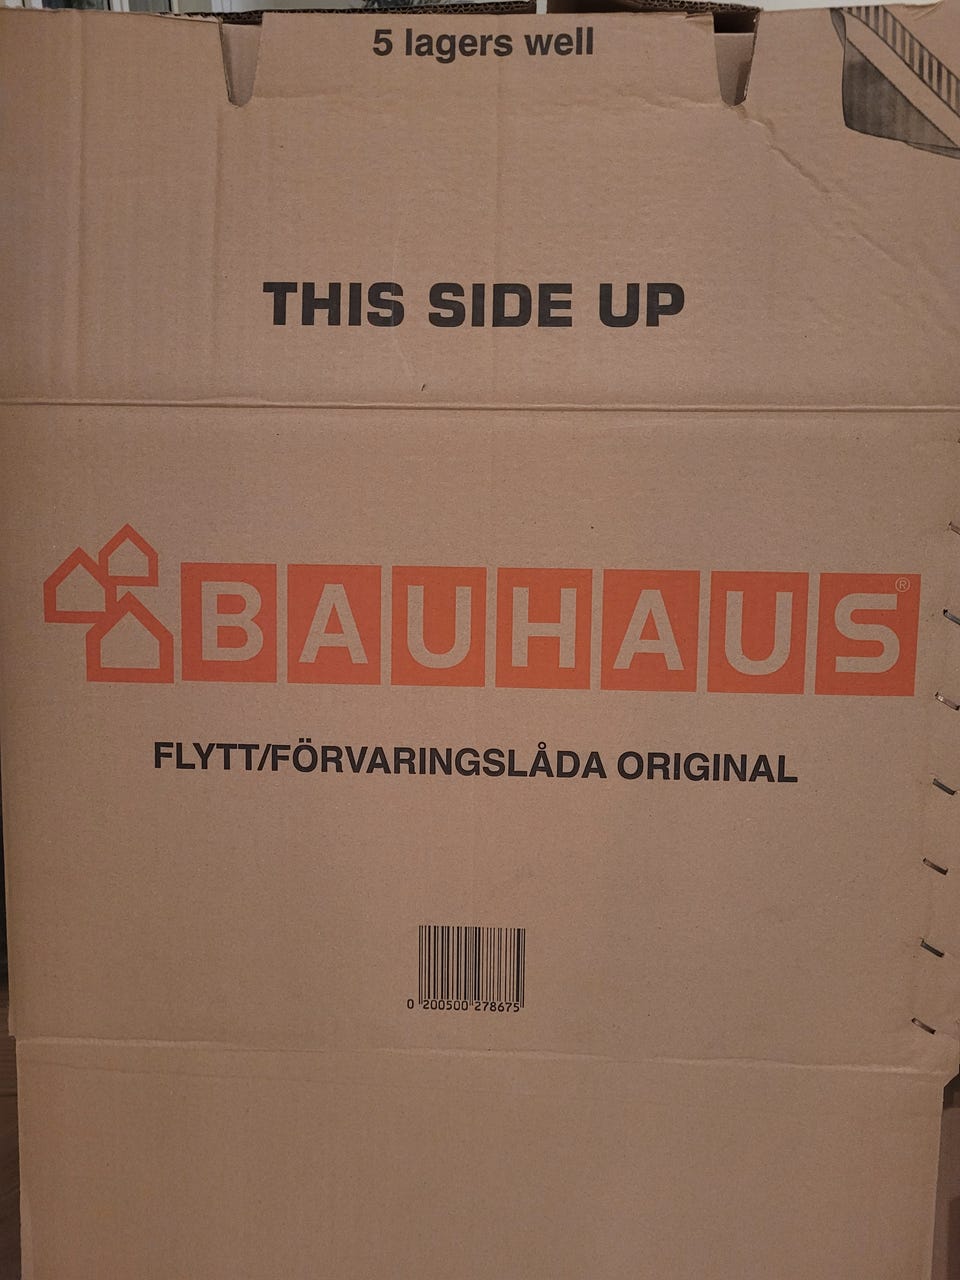 5 lagers well
THIS SIDE UP
BAUHAUS®
FLYTT/FÖRVARINGSLÅDA ORIGINAL
0 200500 278675